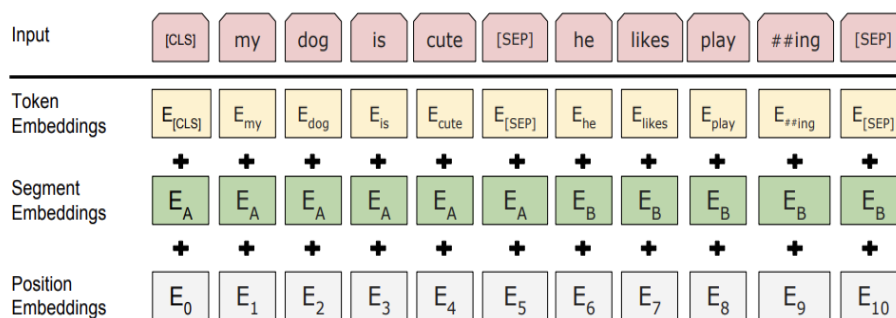 Input [CLS] my dog is cute [SEP] he likes play ##ing [SEP]
Token Embeddings E[CLS] Emy Edog Eis Ecute E[SEP] Ehe Elikes Eplay E##ing E[SEP]
+ + + + + + + + + + +
Segment Embeddings EA EA EA EA EA EA EB EB EB EB EB
+ + + + + + + + + + +
Position Embeddings E0 E1 E2 E3 E4 E5 E6 E7 E8 E9 E10